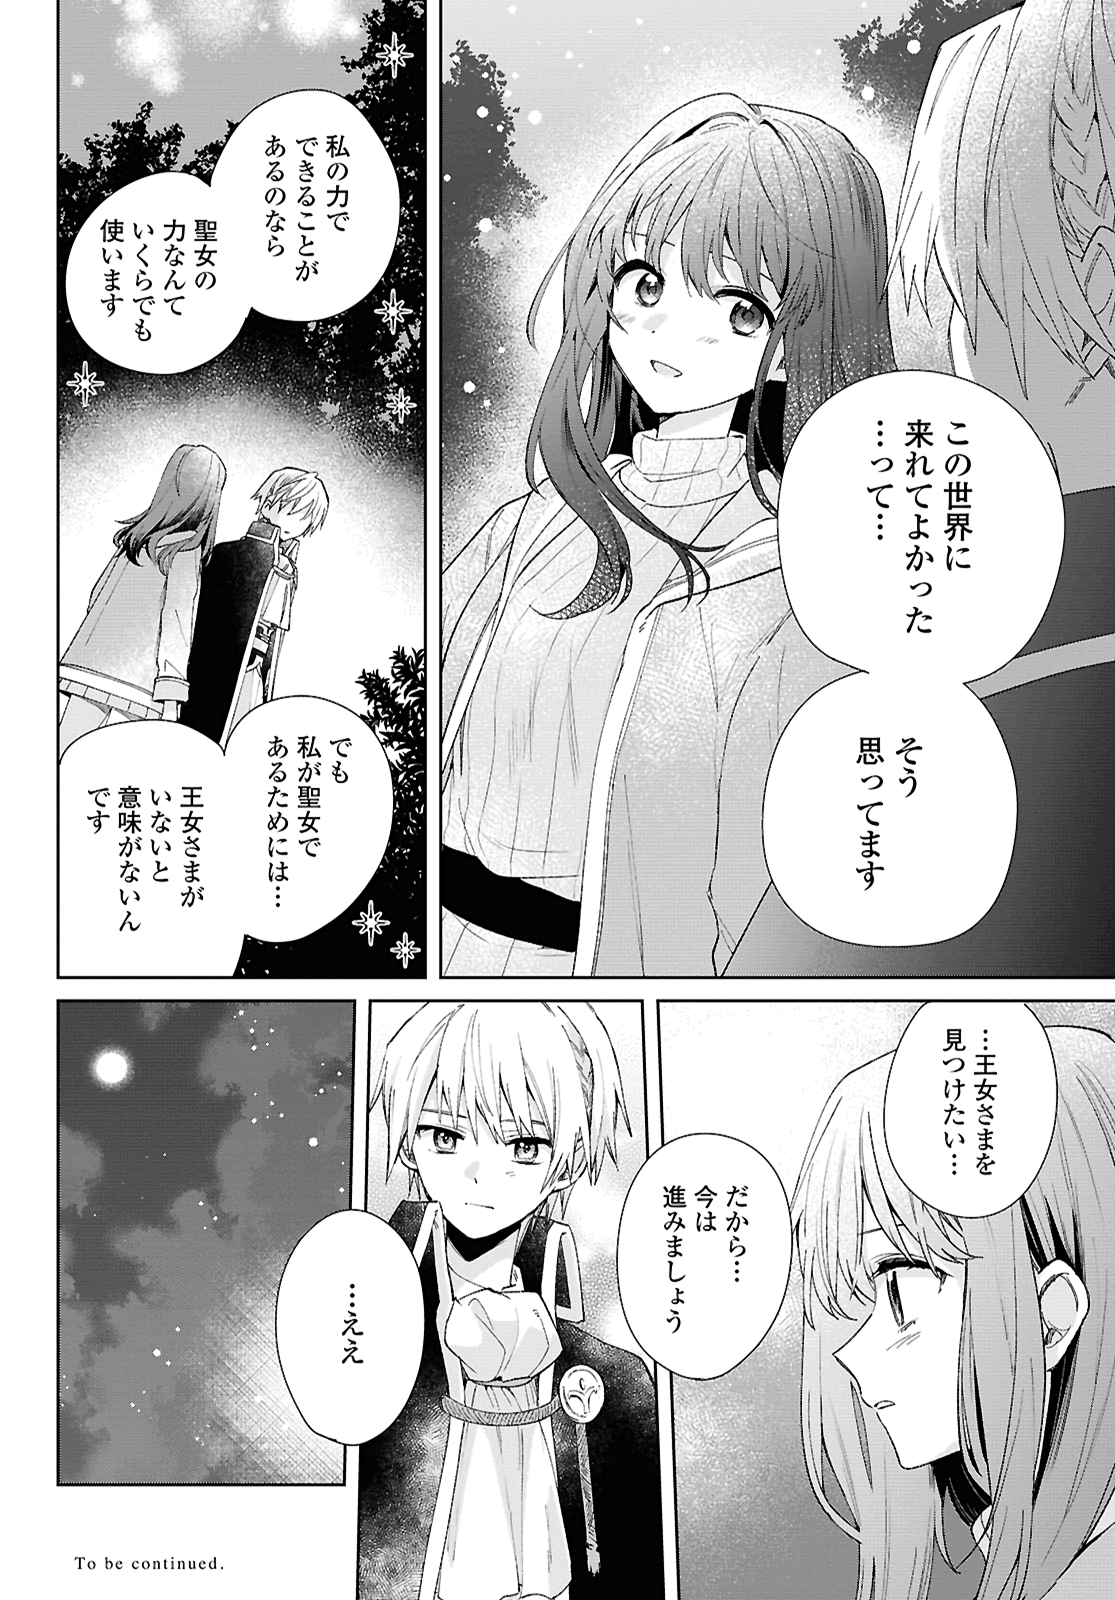 この世界に
来れてよかった
…って…
そう
思ってます
私の力で
できることが
あるのなら
聖女の
力なんて
いくらでも
使います
でも
私が聖女で
あるためには…
王女さまが
いないと
意味がないん
です
…王女さまを
見つけたい…
だから…
今は
進みましょう
…ええ
To be continued.